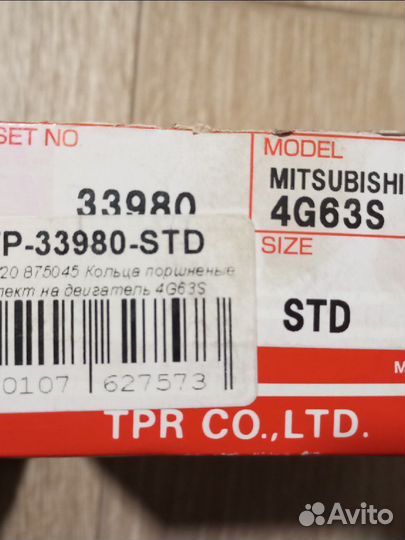 SET NO
MODEL
33980
MITSUBISHI
4G63S
P-33980-STD
SIZE
20 875045 Кольца поршневые
лект на двигатель 4G63S
STD
0107 627573
M
TPR CO.,LTD.
Avito